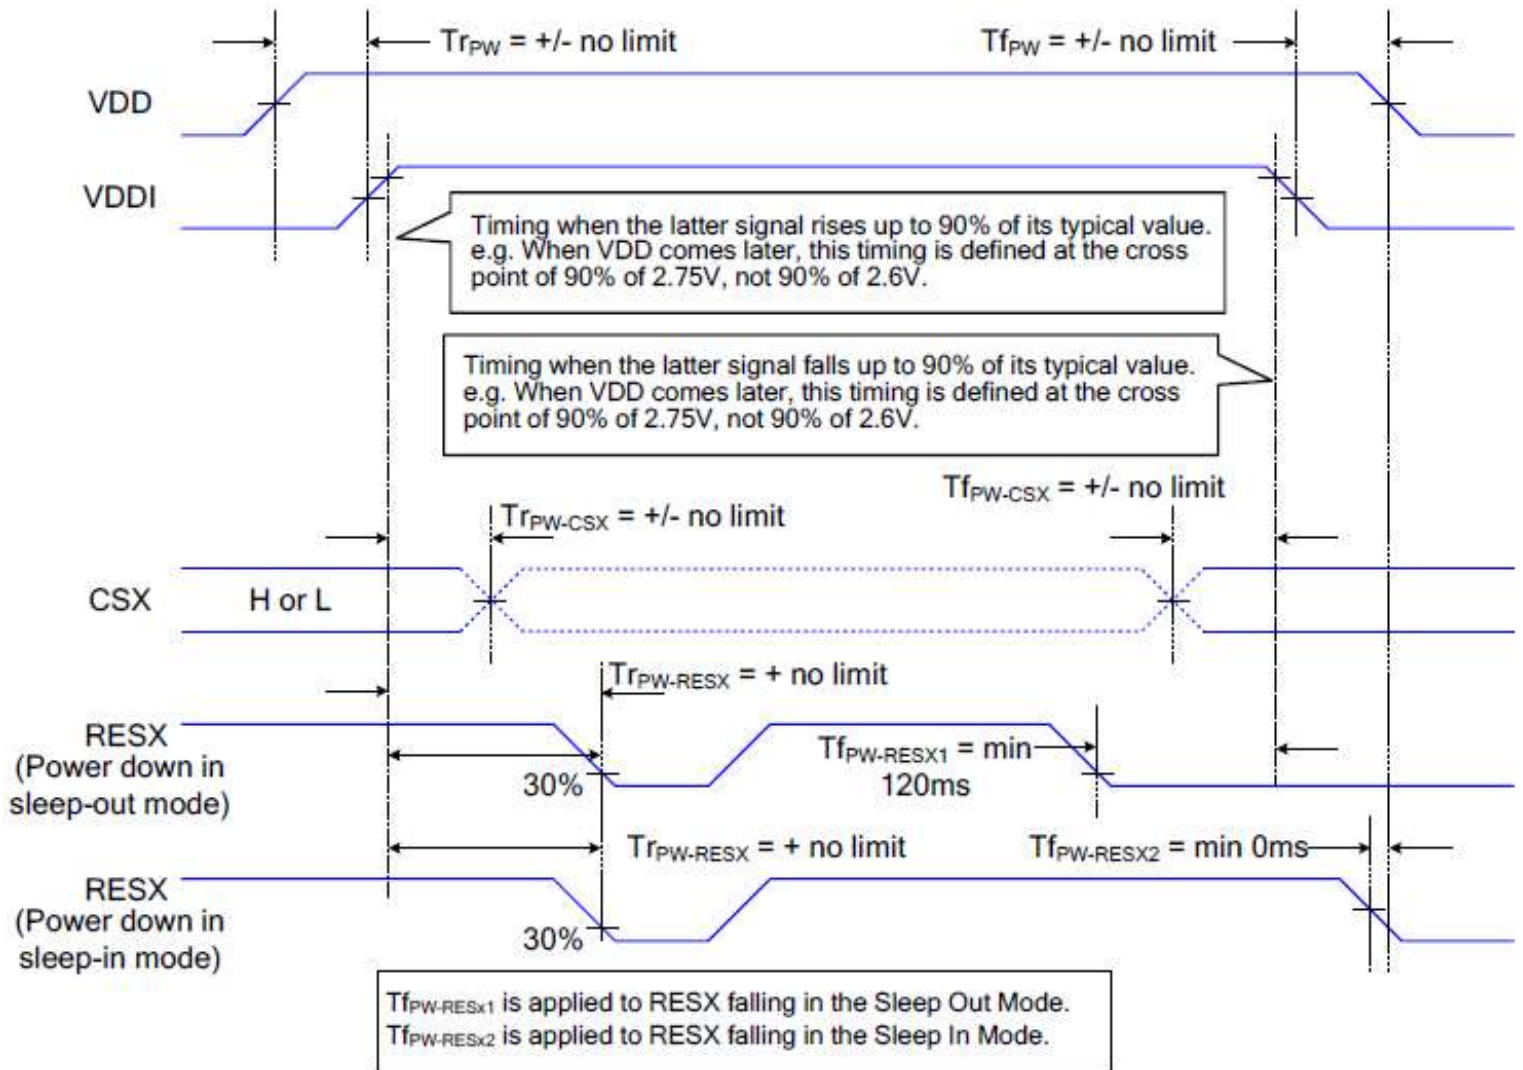 TrPW = +/- no limit
TfPW = +/- no limit
VDD
VDDI
Timing when the latter signal rises up to 90% of its typical value.
e.g. When VDD comes later, this timing is defined at the cross
point of 90% of 2.75V, not 90% of 2.6V.
Timing when the latter signal falls up to 90% of its typical value.
e.g. When VDD comes later, this timing is defined at the cross
point of 90% of 2.75V, not 90% of 2.6V.
TfPW-CSX = +/- no limit
TrPW-CSX = +/- no limit
CSX
H or L
TrPW-RESX = + no limit
RESX
(Power down in
sleep-out mode)
30%
TfPW-RESX1 = min
120ms
TrPW-RESX = + no limit
TfPW-RESX2 = min 0ms
RESX
(Power down in
sleep-in mode)
30%
TfPW-RESx1 is applied to RESX falling in the Sleep Out Mode.
TfPW-RESx2 is applied to RESX falling in the Sleep In Mode.